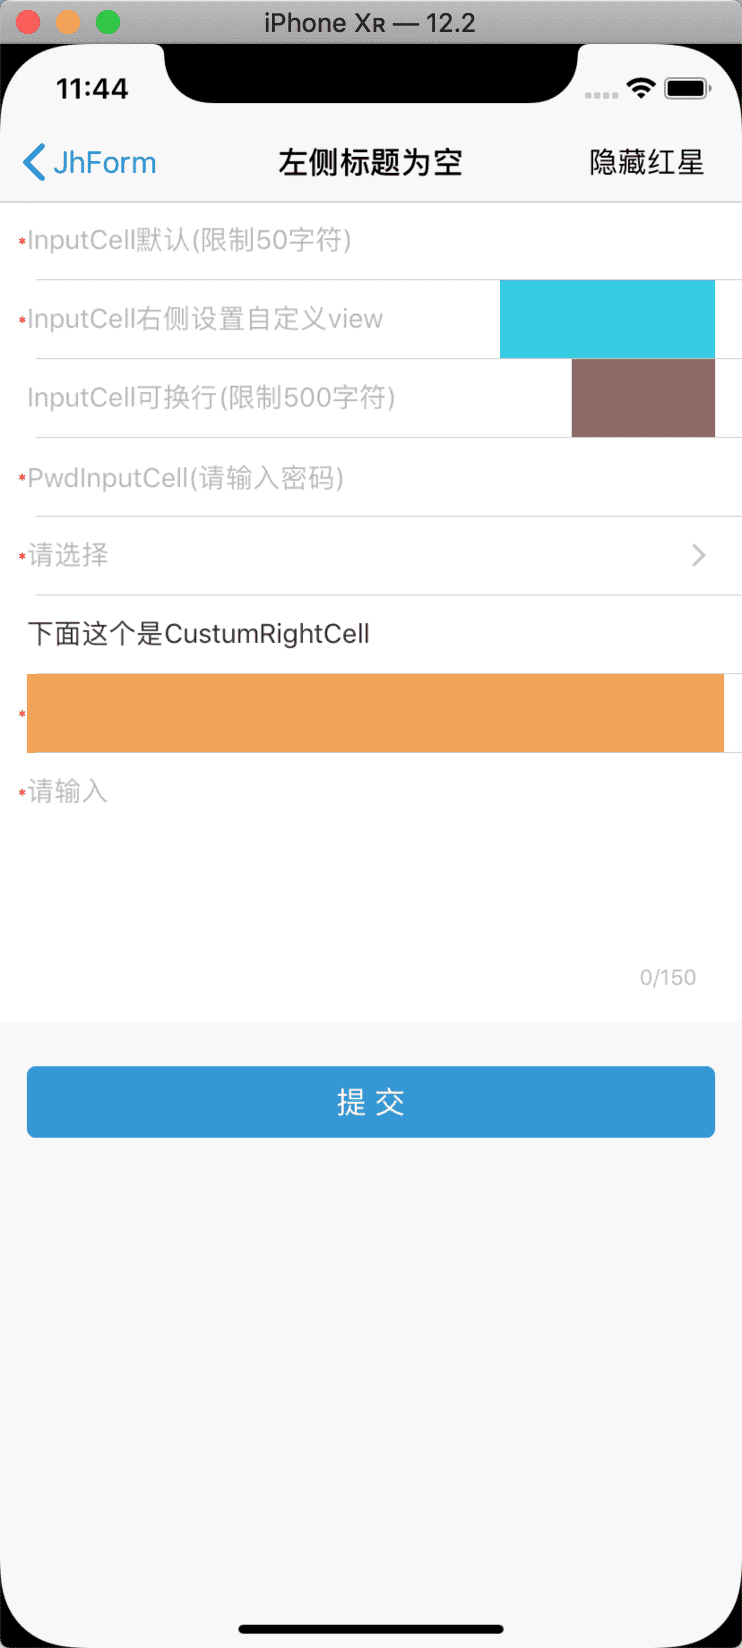 iPhone XR — 12.2
11:44
JhForm 左侧标题为空 隐藏红星
*InputCell默认(限制50字符)
*InputCell右侧设置自定义view
InputCell可换行(限制500字符)
*PwdInputCell(请输入密码)
*请选择
下面这个是CustumRightCell
*
*请输入
0/150
提 交